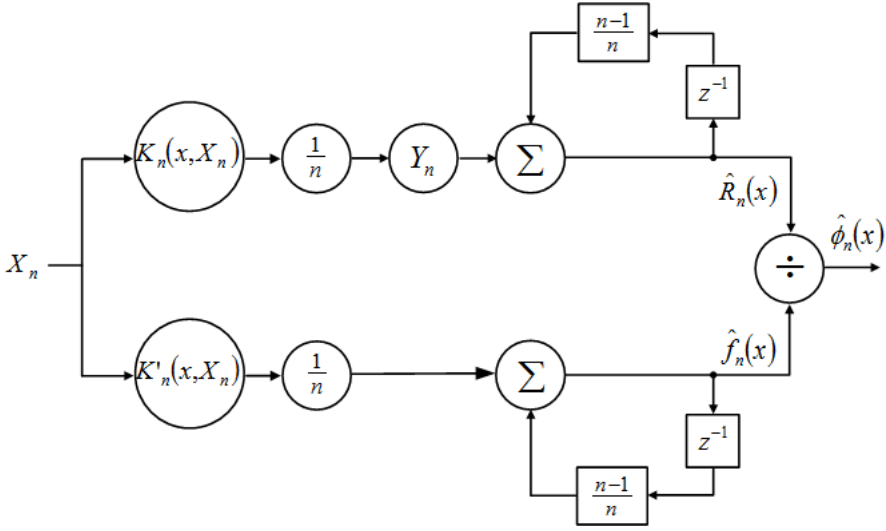 n−1/n
z⁻¹
Kₙ(x,Xₙ)
1/n
Yₙ
Σ
R̂ₙ(x)
Xₙ
÷
ϕ̂ₙ(x)
K'ₙ(x,Xₙ)
1/n
Σ
f̂ₙ(x)
z⁻¹
n−1/n